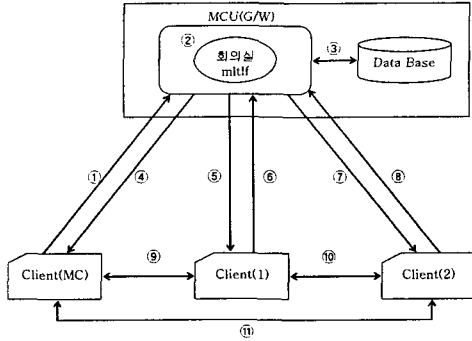 MCU(G/W)
②
회의실
mltlf
③
Data Base
①
④
⑤
⑥
⑦
⑧
Client(MC)
⑨
Client(1)
⑩
Client(2)
⑪